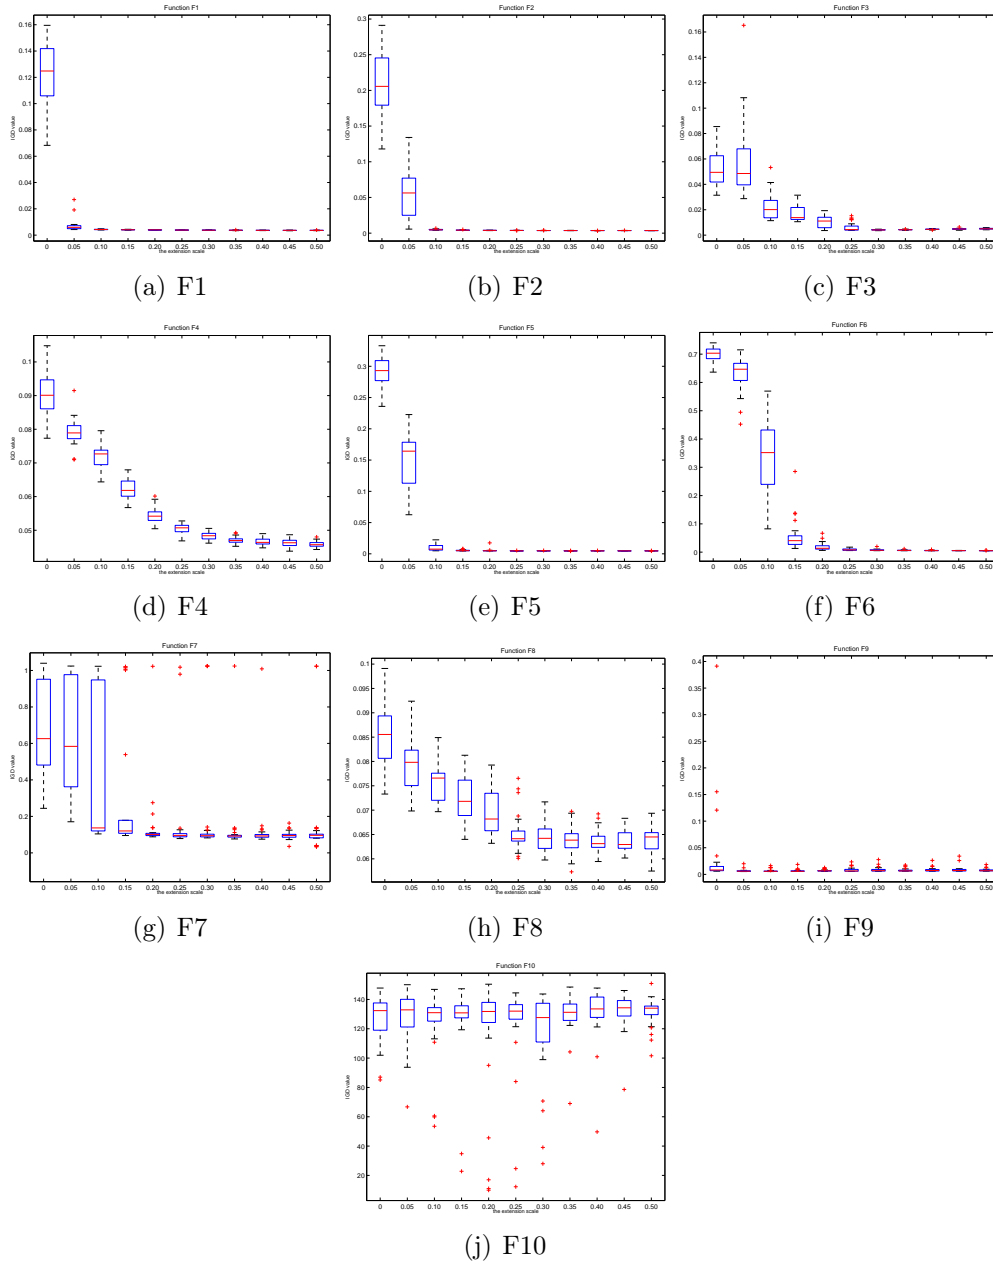 Function F1 Function F2 Function F3
0.16 0.3 0.16
0.14 0.25 0.14
0.12 0.2 0.12
0.1 0.15 0.1
0.08 0.1 0.08
0.06 0.05 0.06
0.04 0 0.04
0.02 0.02
0 0
IGD value IGD value IGD value
0 0.05 0.10 0.15 0.20 0.25 0.30 0.35 0.40 0.45 0.50
0 0.05 0.10 0.15 0.20 0.25 0.30 0.35 0.40 0.45 0.50
0 0.05 0.10 0.15 0.20 0.25 0.30 0.35 0.40 0.45 0.50
the extension scale the extension scale the extension scale
(a) F1 (b) F2 (c) F3
Function F4 Function F5 Function F6
0.1 0.3 0.7
0.09 0.25 0.6
0.08 0.2 0.5
0.07 0.15 0.4
0.06 0.1 0.3
0.05 0.05 0.2
0 0.1
0
IGD value IGD value IGD value
0 0.05 0.10 0.15 0.20 0.25 0.30 0.35 0.40 0.45 0.50
0 0.05 0.10 0.15 0.20 0.25 0.30 0.35 0.40 0.45 0.50
0 0.05 0.10 0.15 0.20 0.25 0.30 0.35 0.40 0.45 0.50
the extension scale the extension scale the extension scale
(d) F4 (e) F5 (f) F6
Function F7 Function F8 Function F9
1 0.1 0.4
0.8 0.095 0.35
0.6 0.09 0.3
0.4 0.085 0.25
0.2 0.08 0.2
0 0.075 0.15
0.07 0.1
0.065 0.05
0.06 0
IGD value IGD value IGD value
0 0.05 0.10 0.15 0.20 0.25 0.30 0.35 0.40 0.45 0.50
0 0.05 0.10 0.15 0.20 0.25 0.30 0.35 0.40 0.45 0.50
0 0.05 0.10 0.15 0.20 0.25 0.30 0.35 0.40 0.45 0.50
the extension scale the extension scale the extension scale
(g) F7 (h) F8 (i) F9
Function F10
140
120
100
80
60
40
20
IGD value
0 0.05 0.10 0.15 0.20 0.25 0.30 0.35 0.40 0.45 0.50
the extension scale
(j) F10